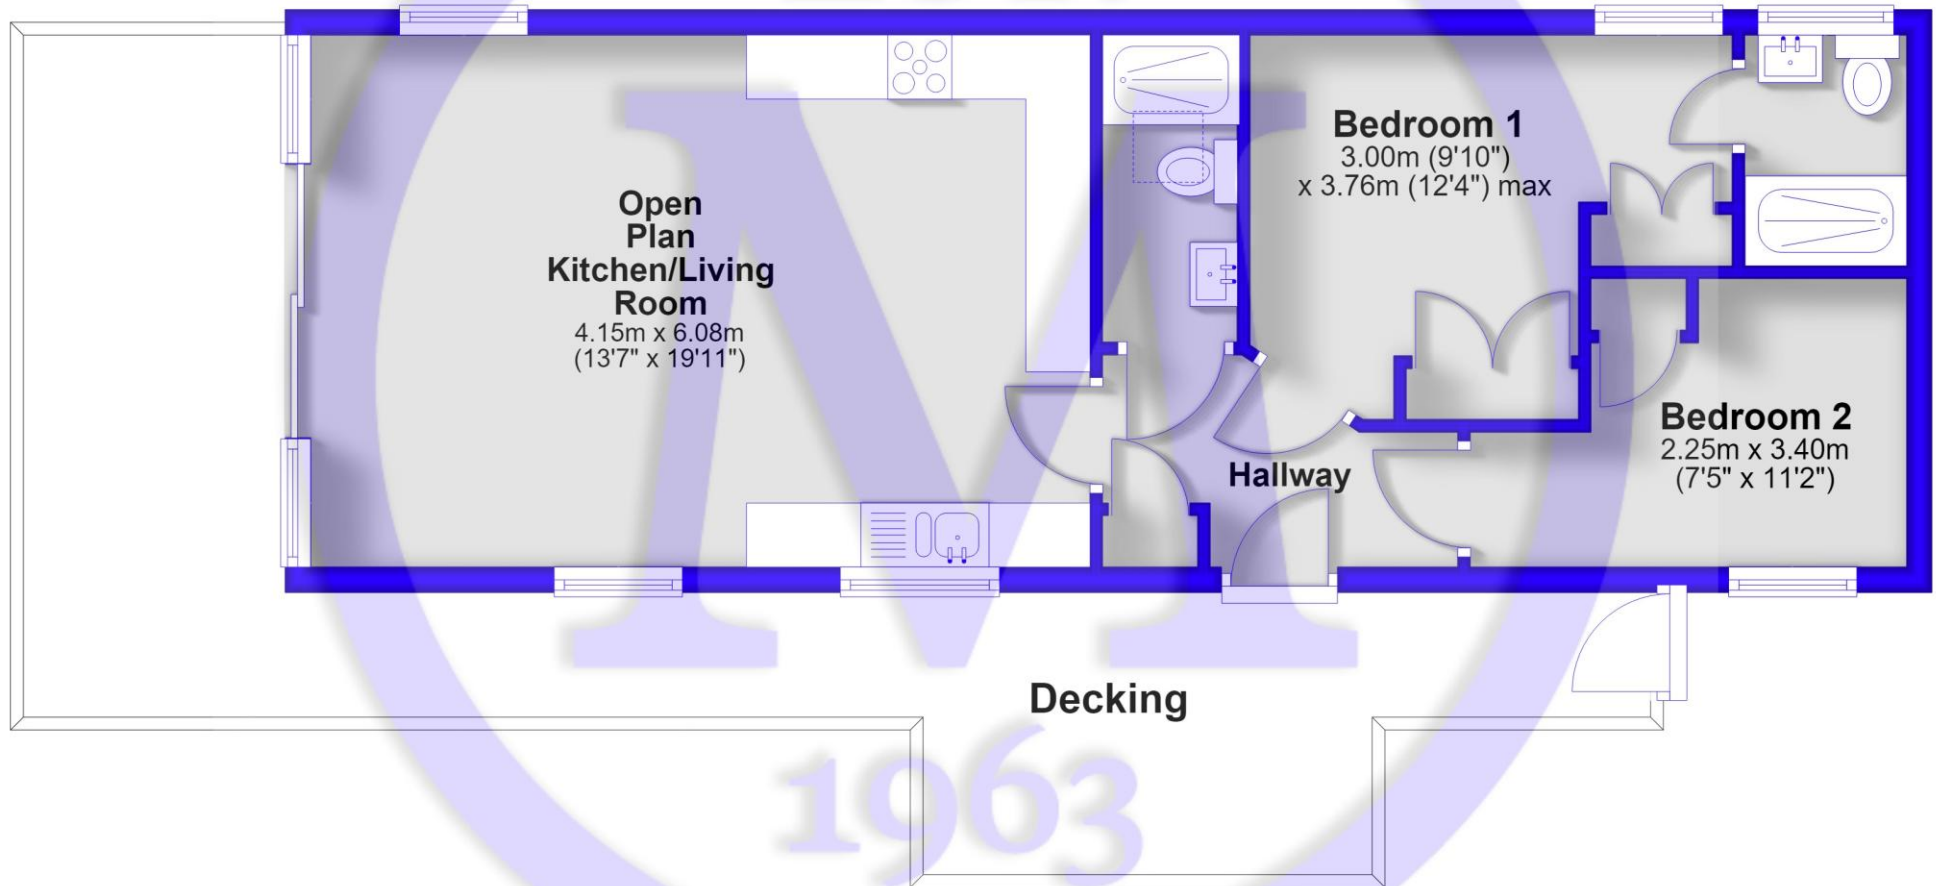 Open
Plan
Kitchen/Living
Room
4.15m x 6.08m
(13'7" x 19'11")
Bedroom 1
3.00m (9'10")
x 3.76m (12'4") max
Bedroom 2
2.25m x 3.40m
(7'5" x 11'2")
Hallway
Decking
M
1963